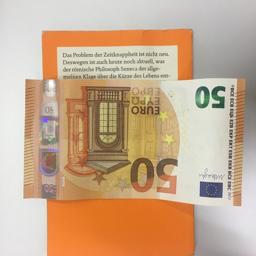 Das Problem der Zeitknappheit ist nicht neu.
Deswegen ist auch heute noch aktuell, was
der römische Philosoph Seneca der allge-
meinen Klage über die Kürze des Lebens ent-
50
EURO
ΕΥΡΩ
ЕВРО
50